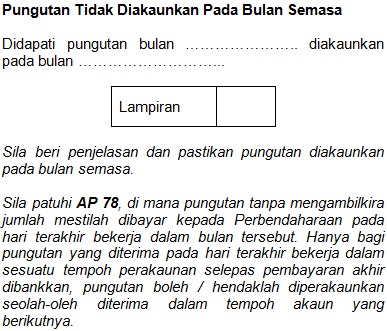 Pungutan Tidak Diakaunkan Pada Bulan Semasa
Didapati pungutan bulan ………………….. diakaunkan
pada bulan ………………………..
Lampiran
Sila beri penjelasan dan pastikan pungutan diakaunkan
pada bulan semasa.
Sila patuhi AP 78, di mana pungutan tanpa mengambilkira
jumlah mestilah dibayar kepada Perbendaharaan pada
hari terakhir bekerja dalam bulan tersebut. Hanya bagi
pungutan yang diterima pada hari terakhir bekerja dalam
sesuatu tempoh perakaunan selepas pembayaran akhir
dibankkan, pungutan boleh / hendaklah diperakaunkan
seolah-oleh diterima dalam tempoh akaun yang
berikutnya.